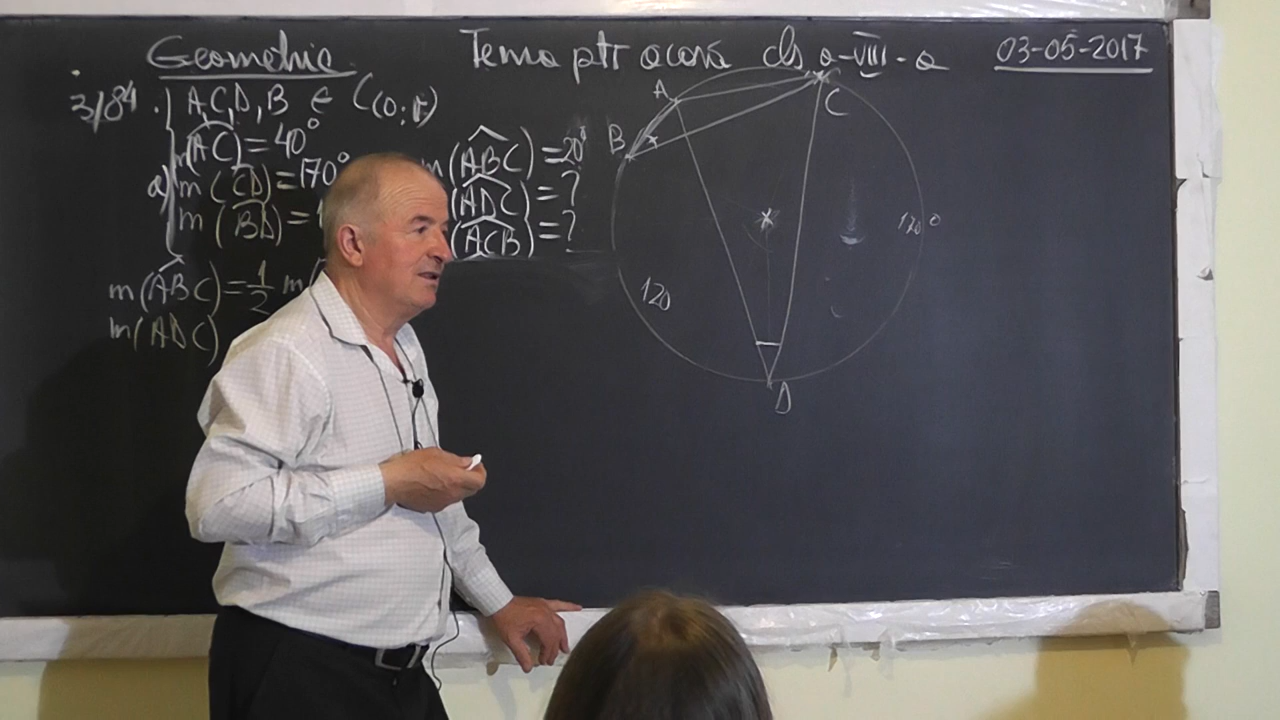 Geometrie Tema ptr acasă cls a-VIII-a 03-05-2017
3/84. A,C,D,B ∈ C(O;r)
m(AC)=40°
a) m(CD)=170° m(ABC)=20°
m(BD)=1 (ADC)=?
(ACB)=?
m(ABC)=1/2 m(
m(ADC)
A
B
C
D
120
170°